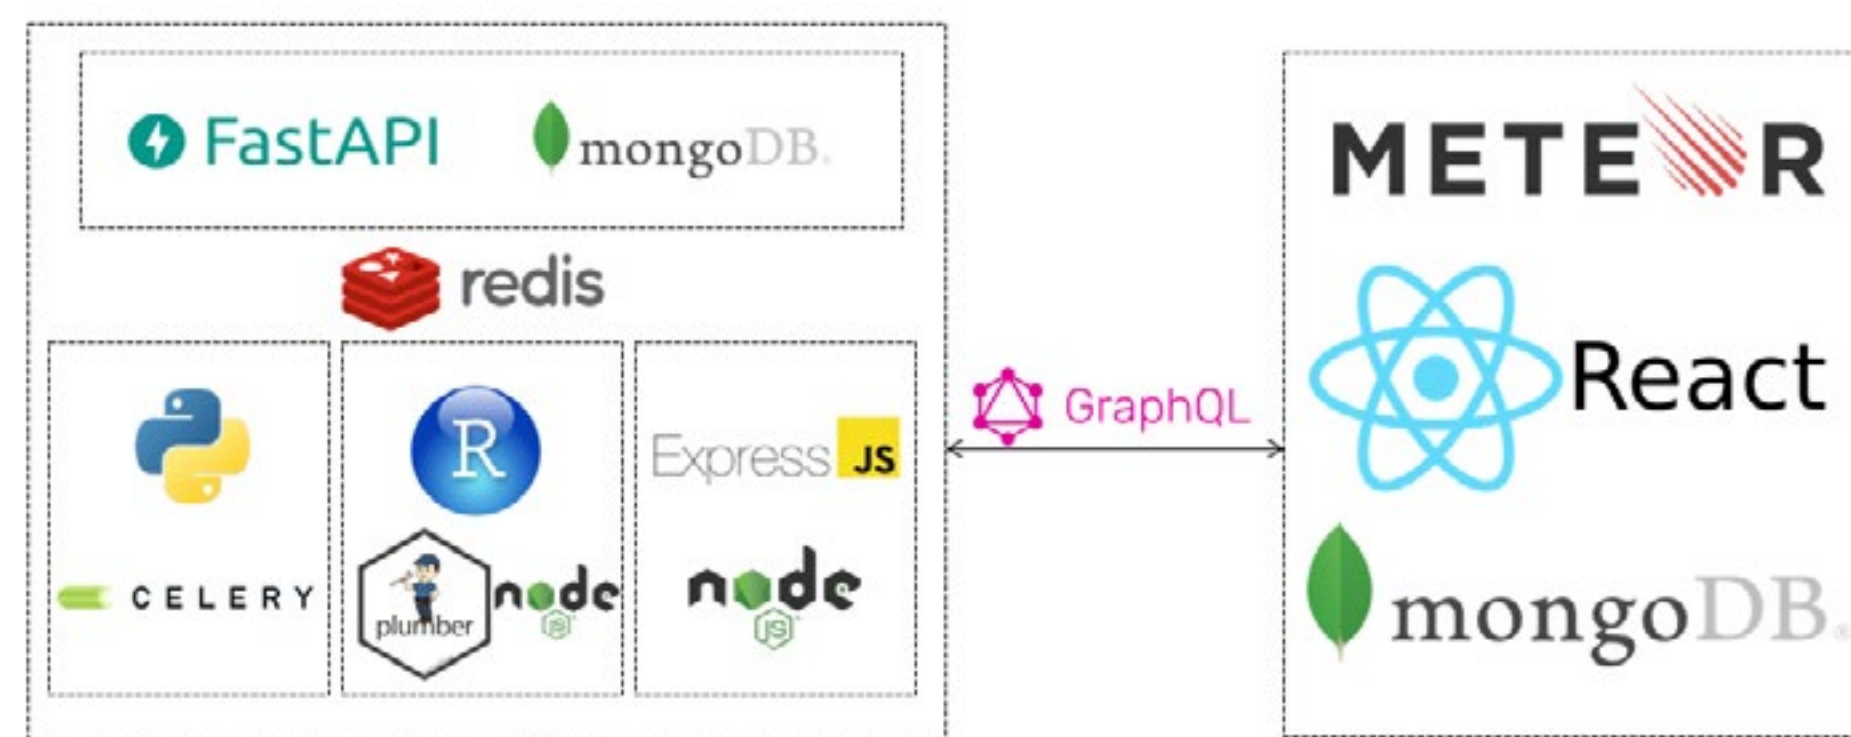 FastAPI
mongoDB
redis
CELERY
R
plumber
node
JS
Express JS
node
JS
GraphQL
METEOR
React
mongoDB